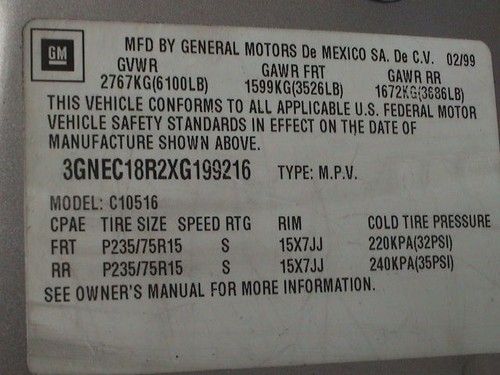 GM
MFD BY GENERAL MOTORS De MEXICO SA. De C.V. 02/99
GVWR GAWR FRT GAWR RR
2767KG(6100LB) 1599KG(3526LB) 1672KG(3686LB)
THIS VEHICLE CONFORMS TO ALL APPLICABLE U.S. FEDERAL MOTOR
VEHICLE SAFETY STANDARDS IN EFFECT ON THE DATE OF
MANUFACTURE SHOWN ABOVE.
3GNEC18R2XG199216 TYPE: M.P.V.
MODEL: C10516
CPAE TIRE SIZE SPEED RTG RIM COLD TIRE PRESSURE
FRT P235/75R15 S 15X7JJ 220KPA(32PSI)
RR P235/75R15 S 15X7JJ 240KPA(35PSI)
SEE OWNER'S MANUAL FOR MORE INFORMATION.